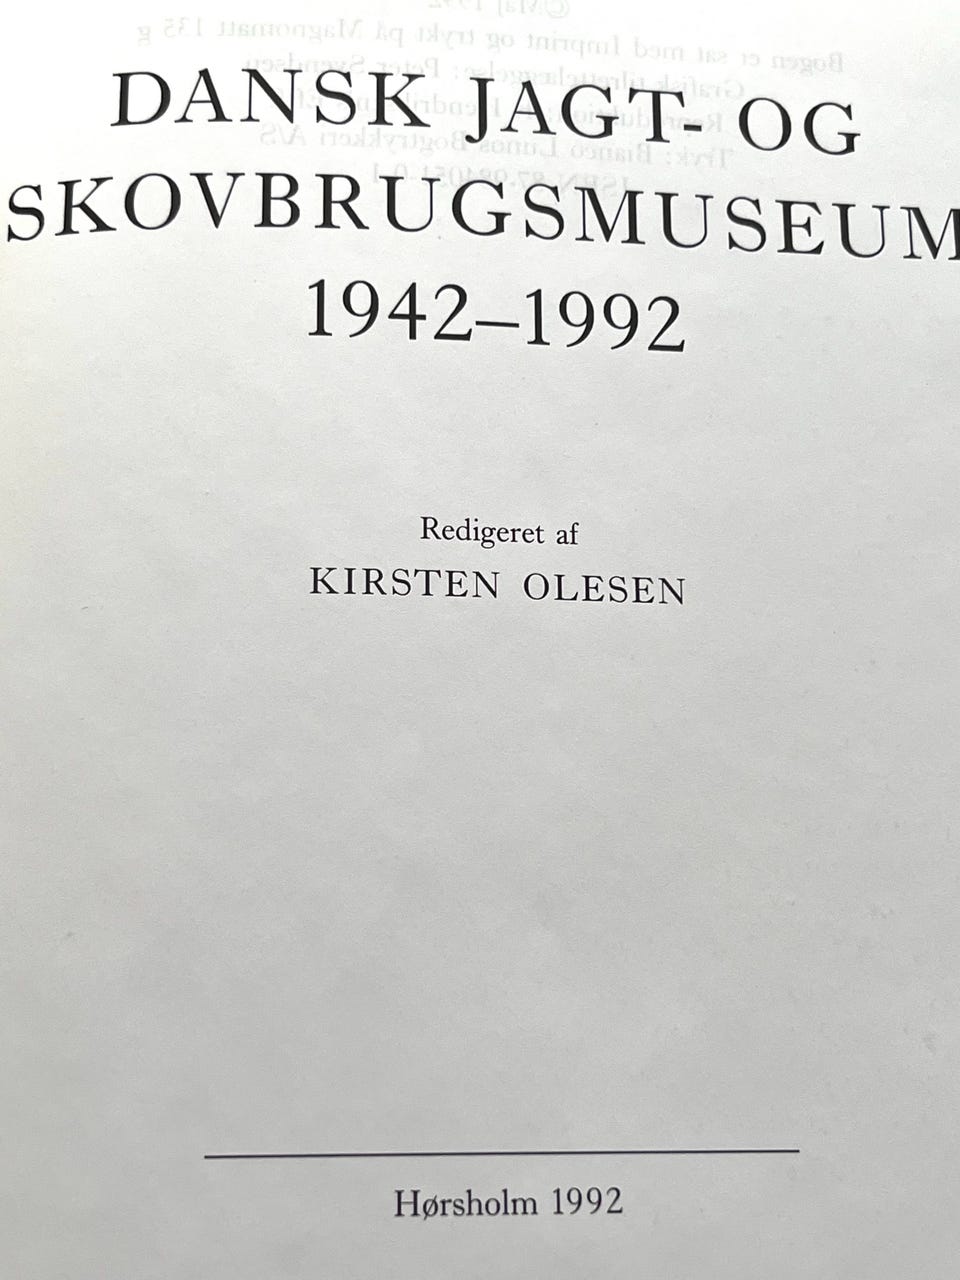 DANSK JAGT- OG
SKOVBRUGSMUSEUM
1942–1992
Redigeret af
KIRSTEN OLESEN
Hørsholm 1992